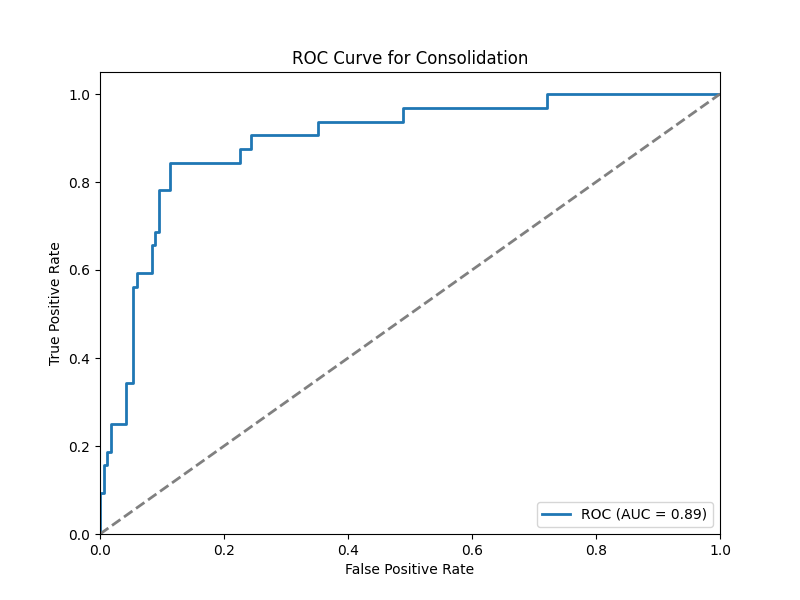 ROC Curve for Consolidation
True Positive Rate
1.0
0.8
0.6
0.4
0.2
0.0
ROC (AUC = 0.89)
0.0 0.2 0.4 0.6 0.8 1.0
False Positive Rate